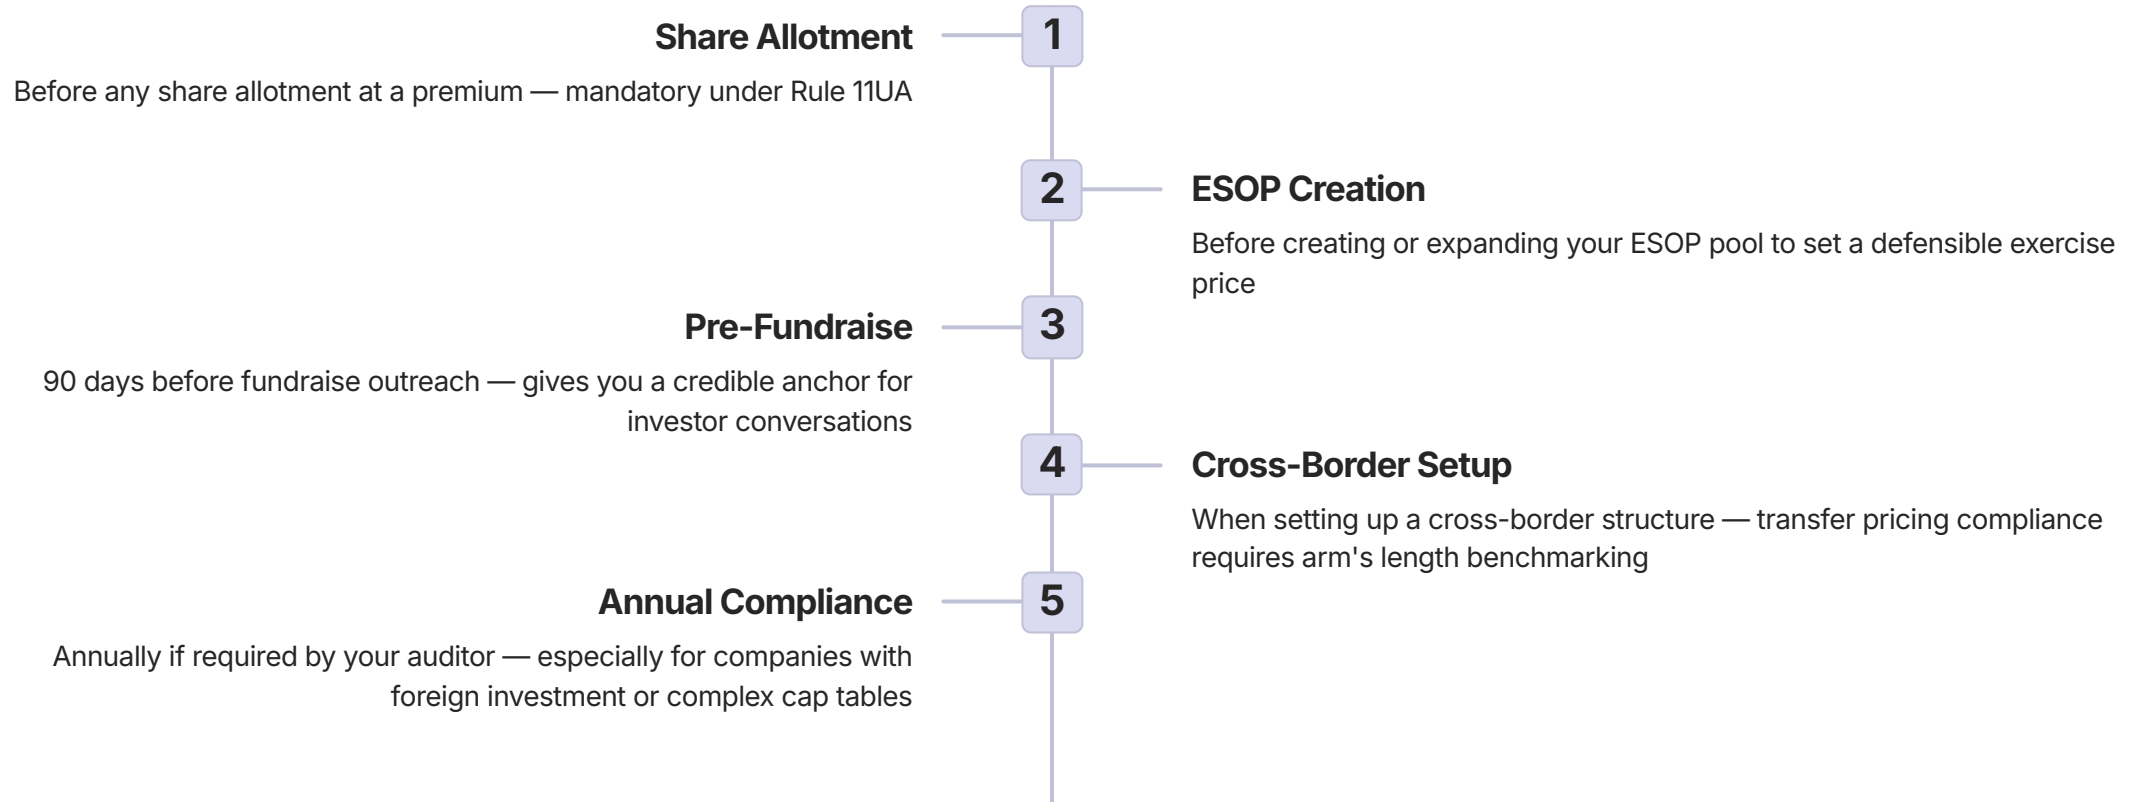 Share Allotment
1
Before any share allotment at a premium — mandatory under Rule 11UA
2
ESOP Creation
Before creating or expanding your ESOP pool to set a defensible exercise
price
Pre-Fundraise
3
90 days before fundraise outreach — gives you a credible anchor for
investor conversations
4
Cross-Border Setup
When setting up a cross-border structure — transfer pricing compliance
requires arm's length benchmarking
Annual Compliance
5
Annually if required by your auditor — especially for companies with
foreign investment or complex cap tables